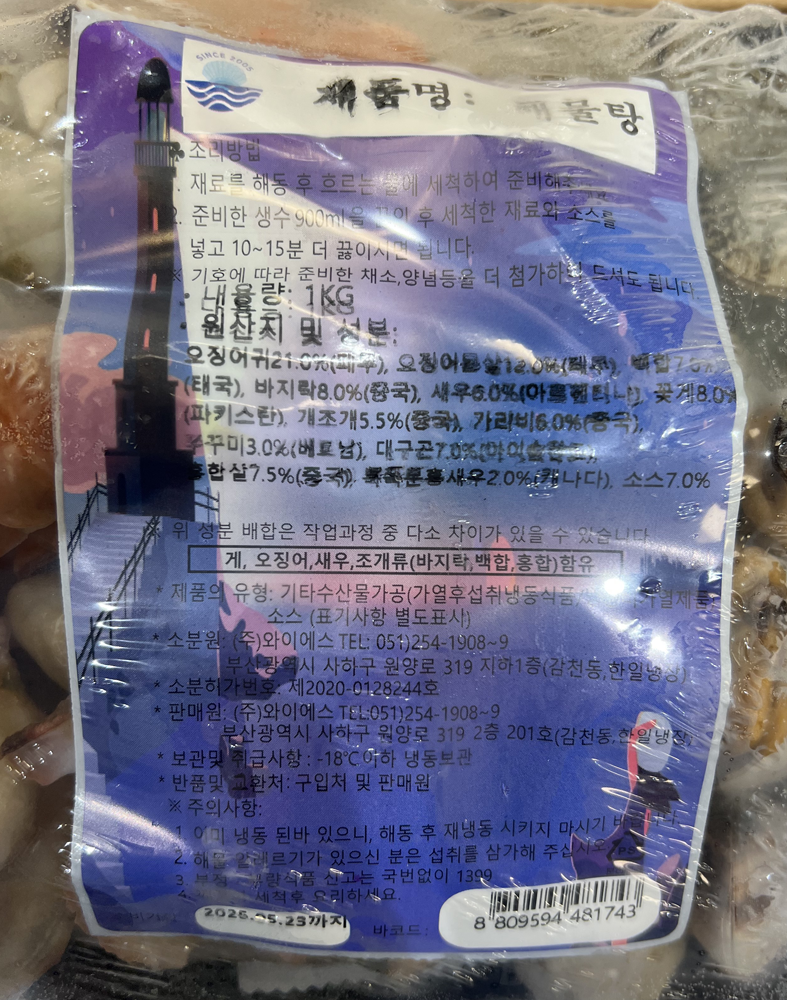 SINCE 2005
제품명: 해물탕
조리방법
1. 재료를 해동 후 흐르는 물에 세척하여 준비해
2. 준비한 생수 900ml을 끓인 후 세척한 재료와 소스를
넣고 10~15분 더 끓이시면 됩니다.
※ 기호에 따라 준비한 채소,양념등을 더 첨가하 드셔도 됩니다
· 내용량: 1KG
· 원산지 및 성분:
오징어귀21.0%(페루), 오징어몸살12.0%(페루), 백합7.0%
(태국), 바지락8.0%(중국), 새우6.0%(아르헨티나), 꽃게8.0%
(파키스탄), 개조개5.5%(중국), 가리비6.0%(중국),
쭈꾸미3.0%(베트남), 대구곤7.0%(아이슬란드),
홍합살7.5%(중국), 홍새우2.0%(캐나다), 소스7.0%
※ 위 성분 배합은 작업과정 중 다소 차이가 있을 수 있습니다
게, 오징어,새우,조개류(바지락,백합,홍합)함유
* 제품의 유형: 기타수산물가공(가열후섭취냉동식품,
소스 (표기사항 별도표시)
* 소분원: (주)와이에스 TEL: 051)254-1908~9
부산광역시 사하구 원양로 319 지하1층(감천동,한일냉장)
* 소분허가번호: 제2020-0128244호
* 판매원: (주)와이에스 TEL:051)254-1908~9
부산광역시 사하구 원양로 319 2층 201호(감천동,한일냉장)
* 보관및 취급사항 : -18℃이하 냉동보관
* 반품및 교환처: 구입처 및 판매원
※ 주의사항:
1. 이미 냉동 된바 있으니, 해동 후 재냉동 시키지 마시기 바랍니다.
2. 해물 알레르기가 있으신 분은 섭취를 삼가해 주십시오.
3. 부정 불량식품 신고는 국번없이 1399
4. 세척후 요리하세요.
2026.05.23까지
바코드:
8 809594 481743